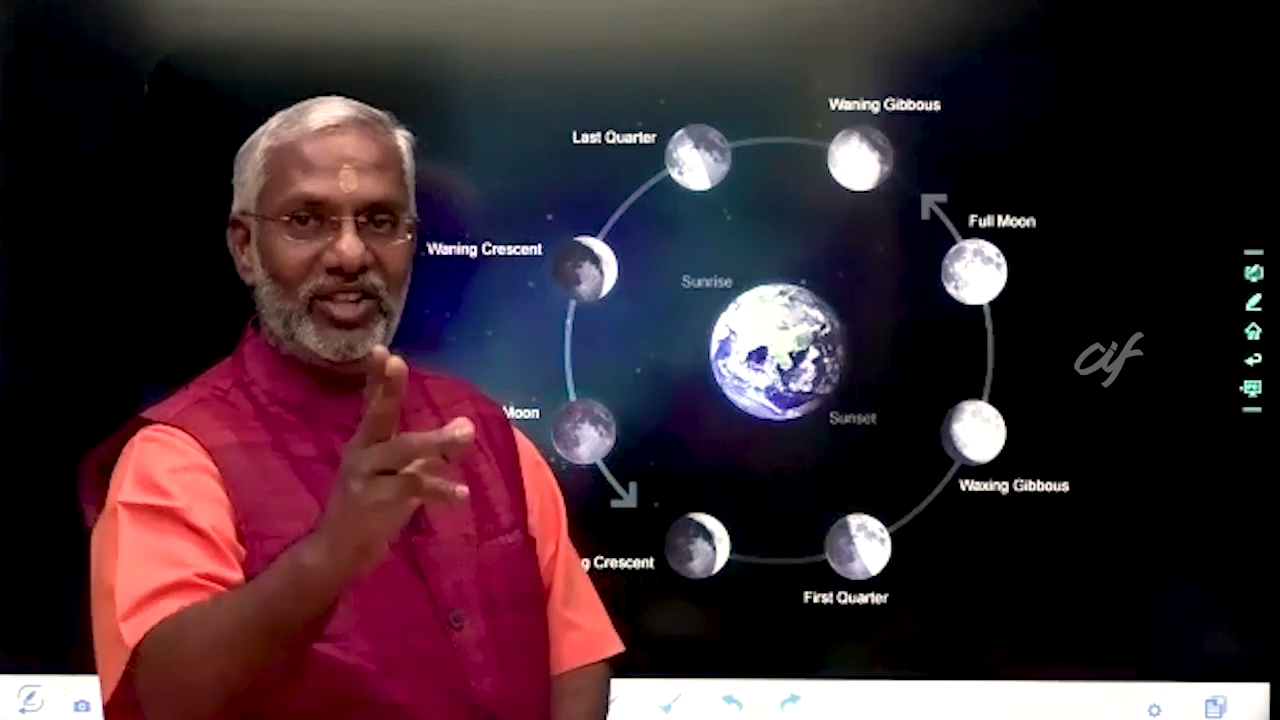 Waning Gibbous
Last Quarter
Full Moon
Waning Crescent
Sunrise
Moon
Sunset
cif
Waxing Gibbous
g Crescent
First Quarter